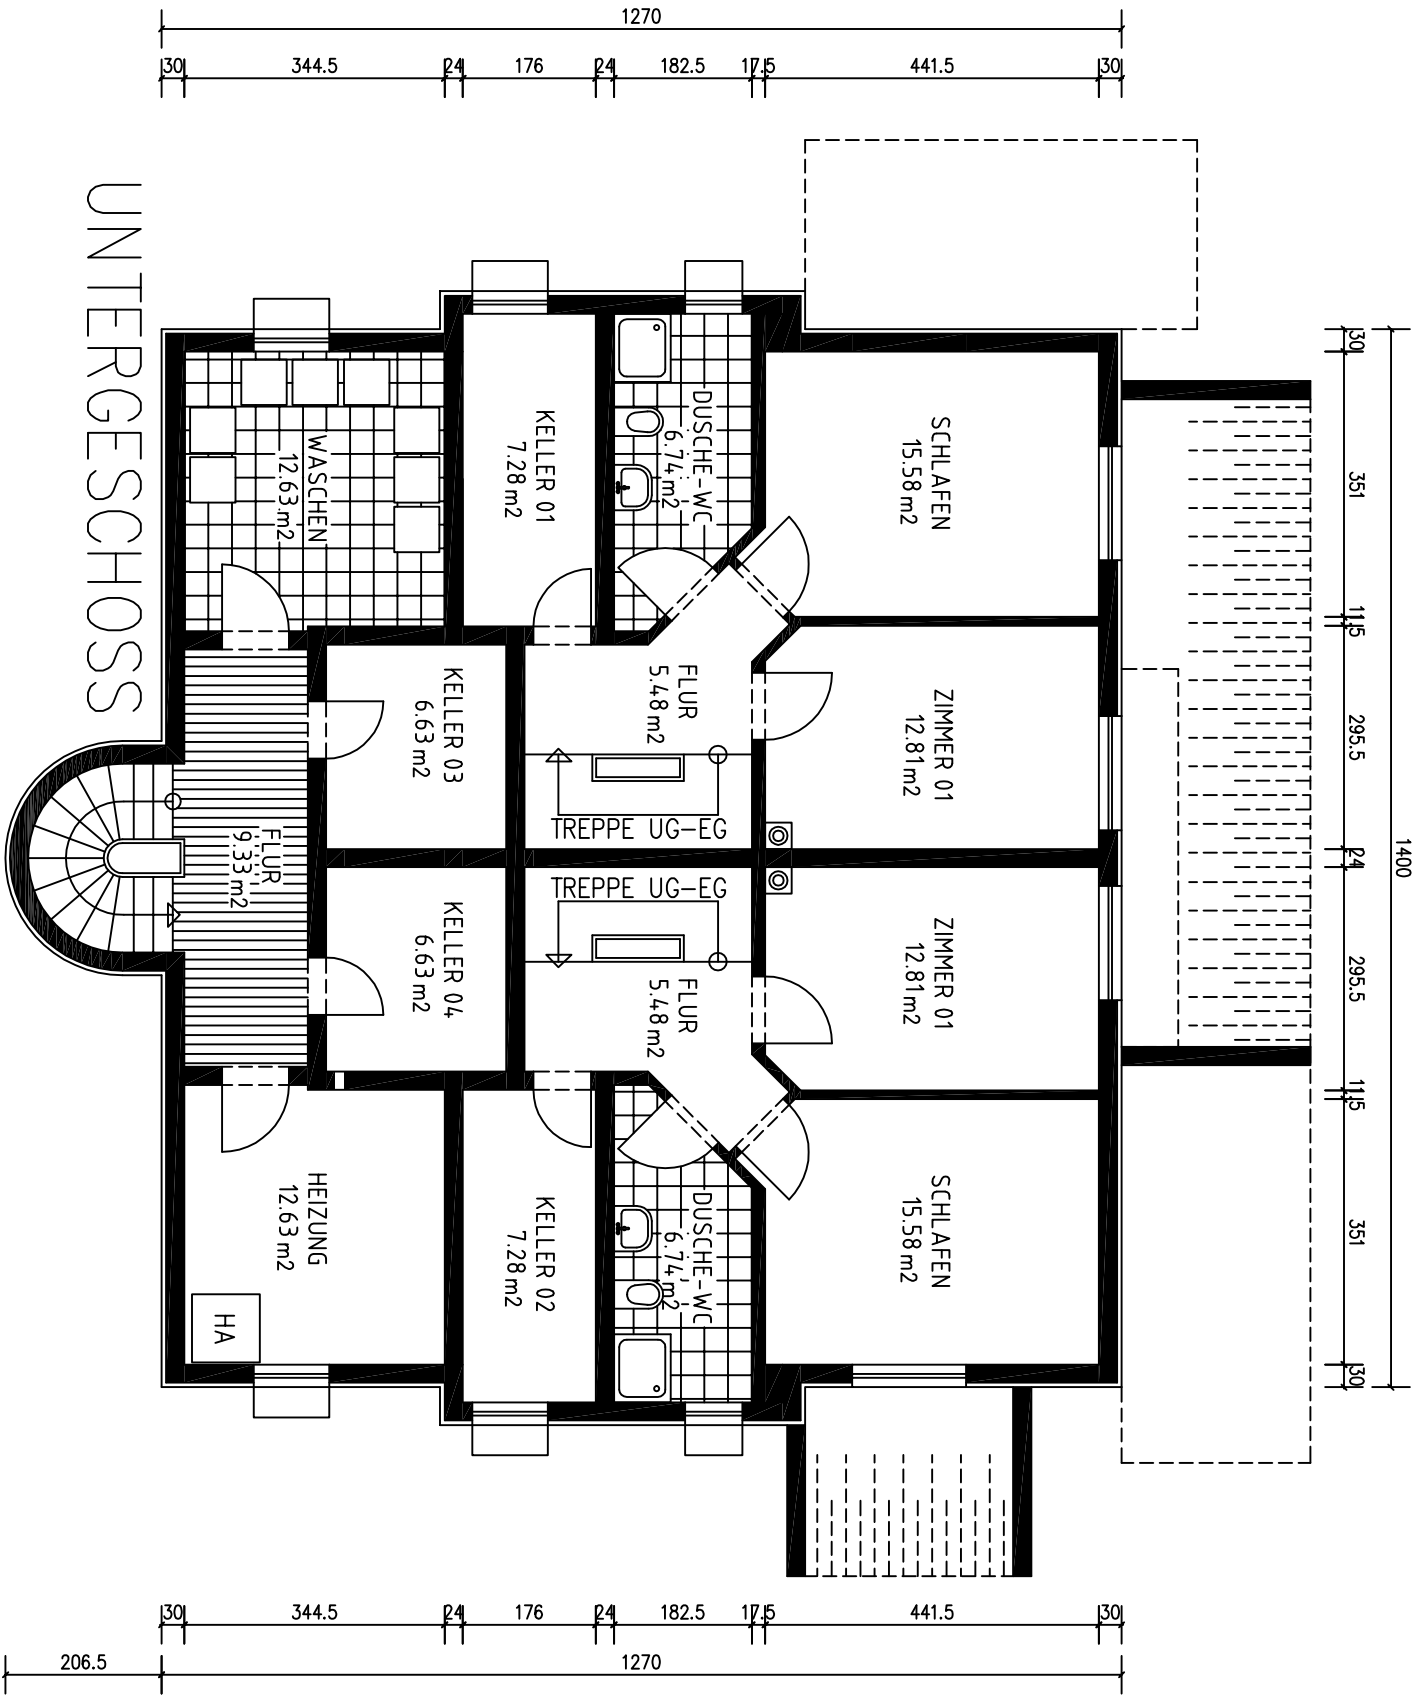 UNTERGESCHOSS
1400
30
351
11.5
295.5
24
295.5
11.5
351
30
1270
30
441.5
17.5
182.5
24
176
24
344.5
30
SCHLAFEN
15.58 m2
ZIMMER 01
12.81 m2
ZIMMER 01
12.81 m2
SCHLAFEN
15.58 m2
DUSCHE-WC
6.74 m2
FLUR
5.48 m2
TREPPE UG-EG
TREPPE UG-EG
FLUR
5.48 m2
DUSCHE-WC
6.74 m2
KELLER 01
7.28 m2
KELLER 03
6.63 m2
KELLER 04
6.63 m2
KELLER 02
7.28 m2
WASCHEN
12.63 m2
FLUR
9.33 m2
HEIZUNG
12.63 m2
HA
30
441.5
17.5
182.5
24
176
24
344.5
30
1270
206.5